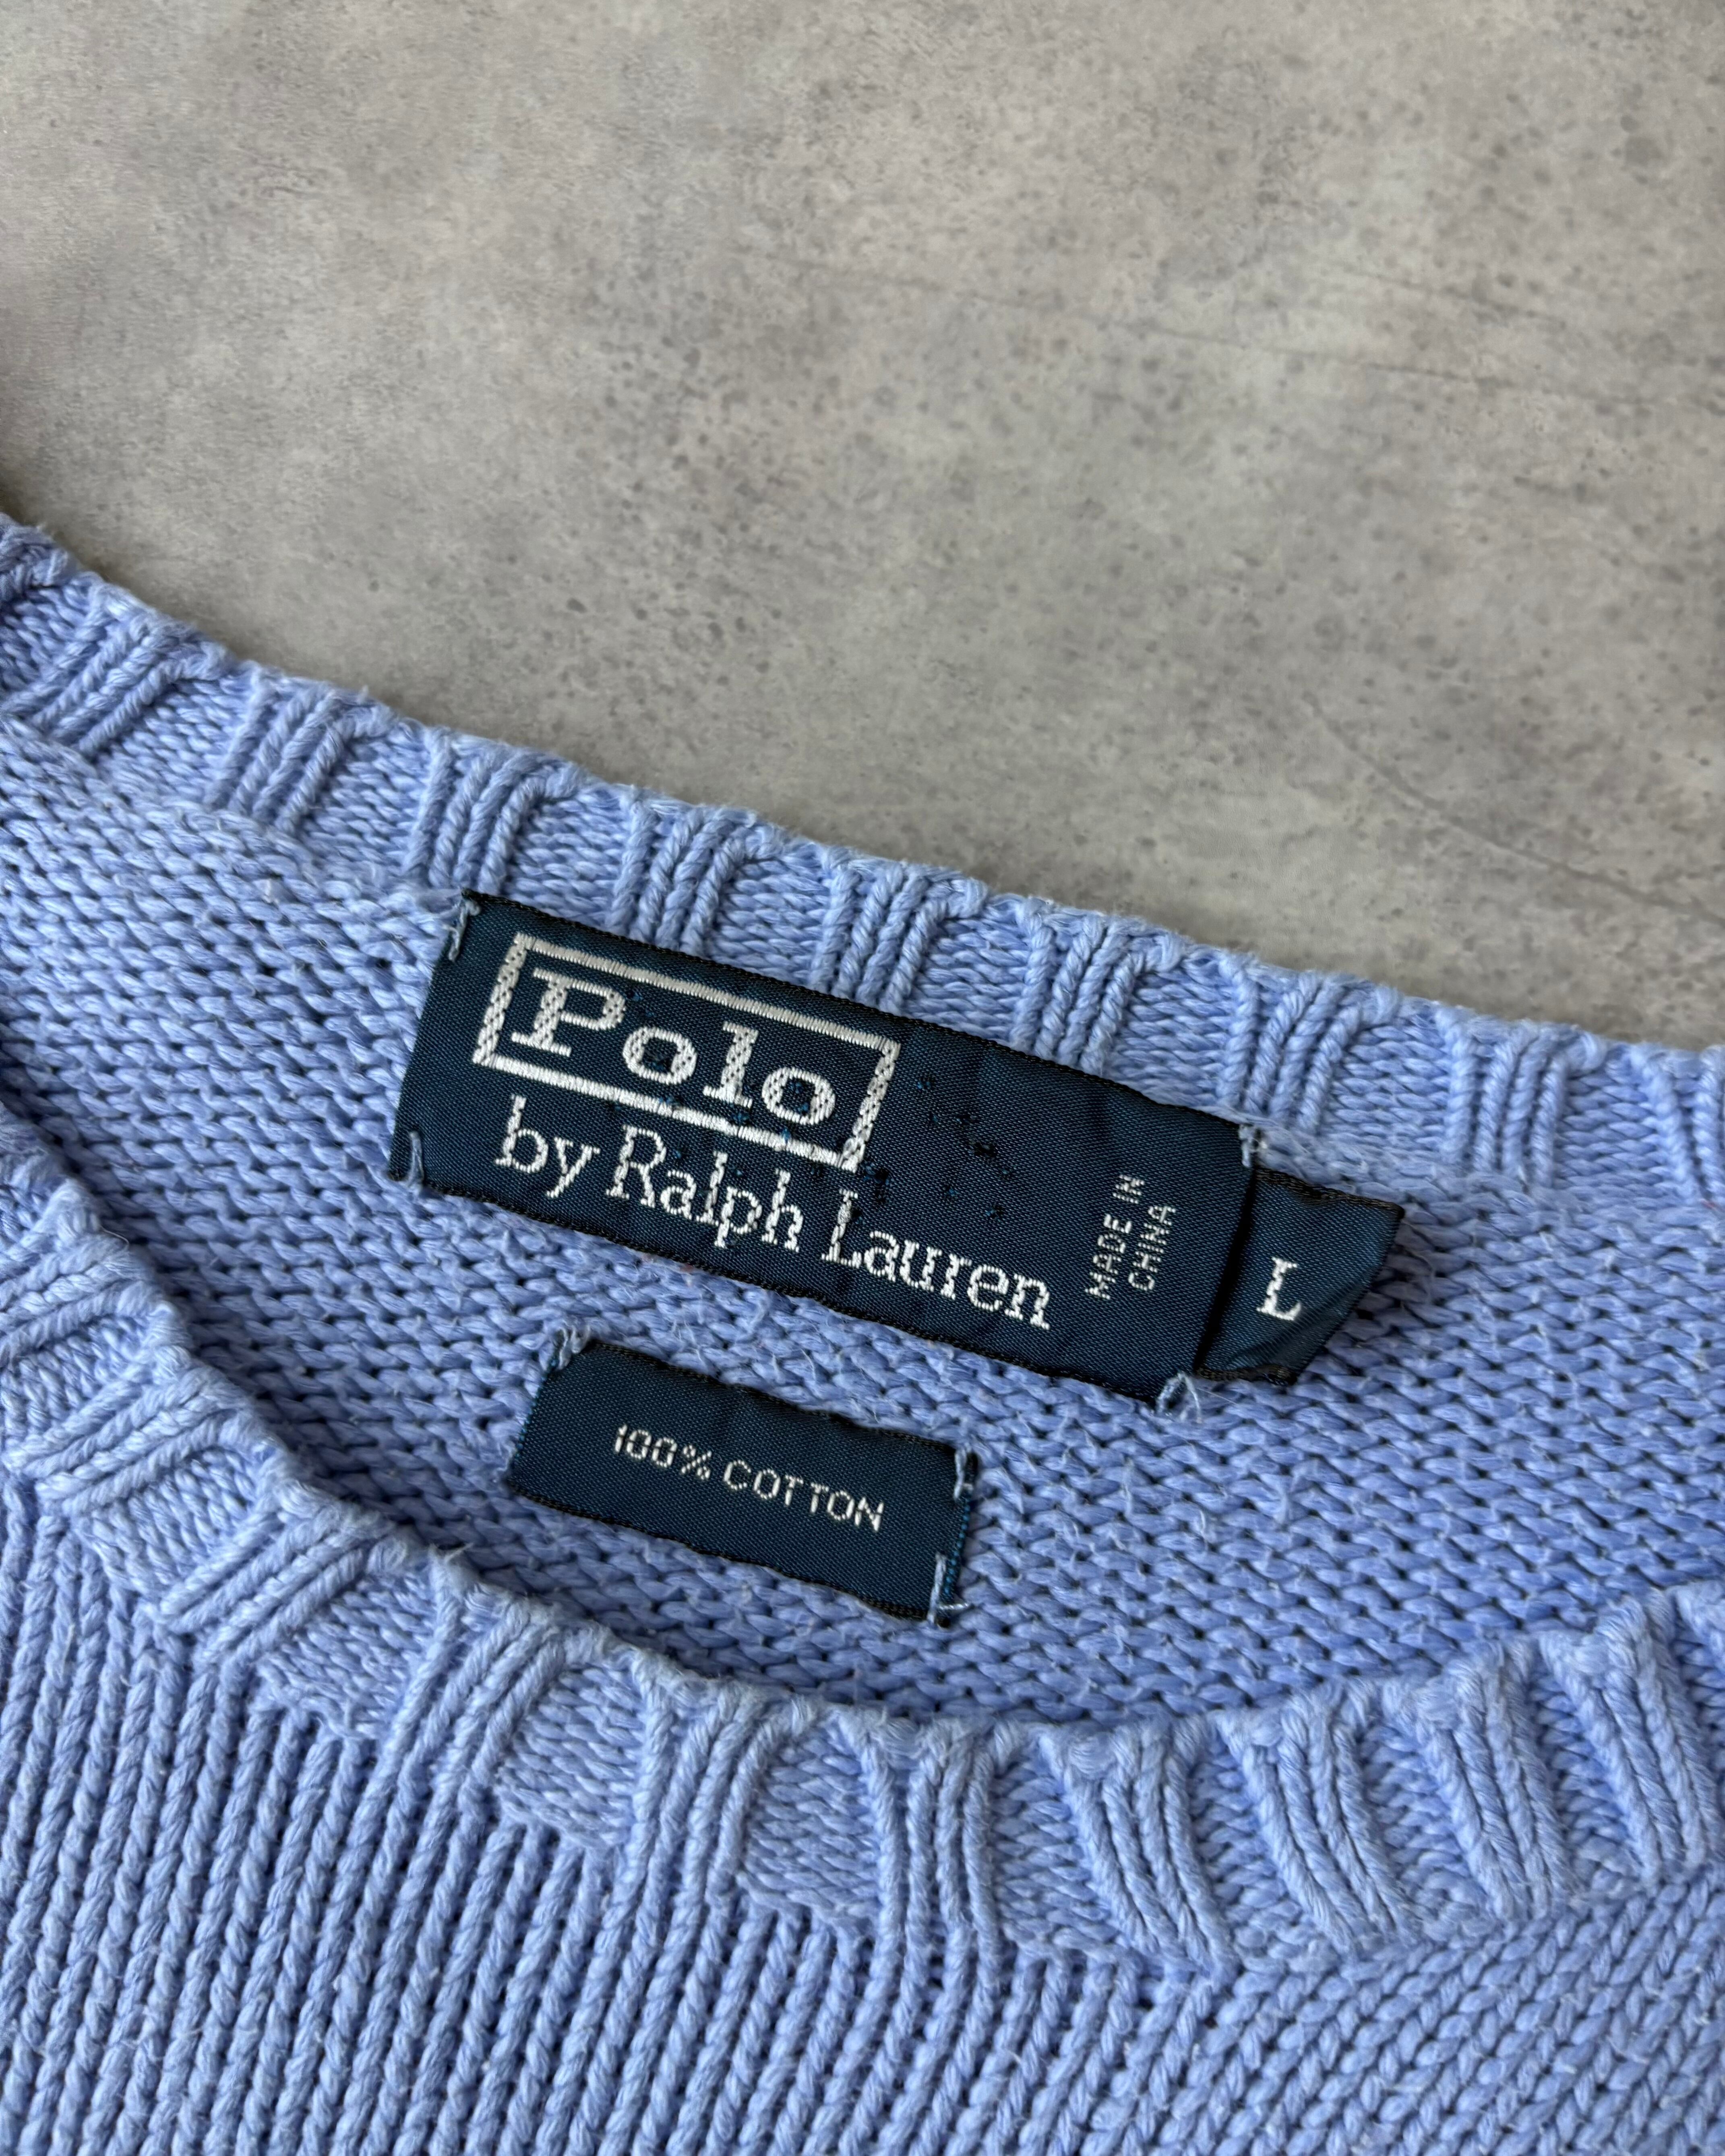 Polo
by Ralph Lauren
MADE IN
CHINA
L
100% COTTON